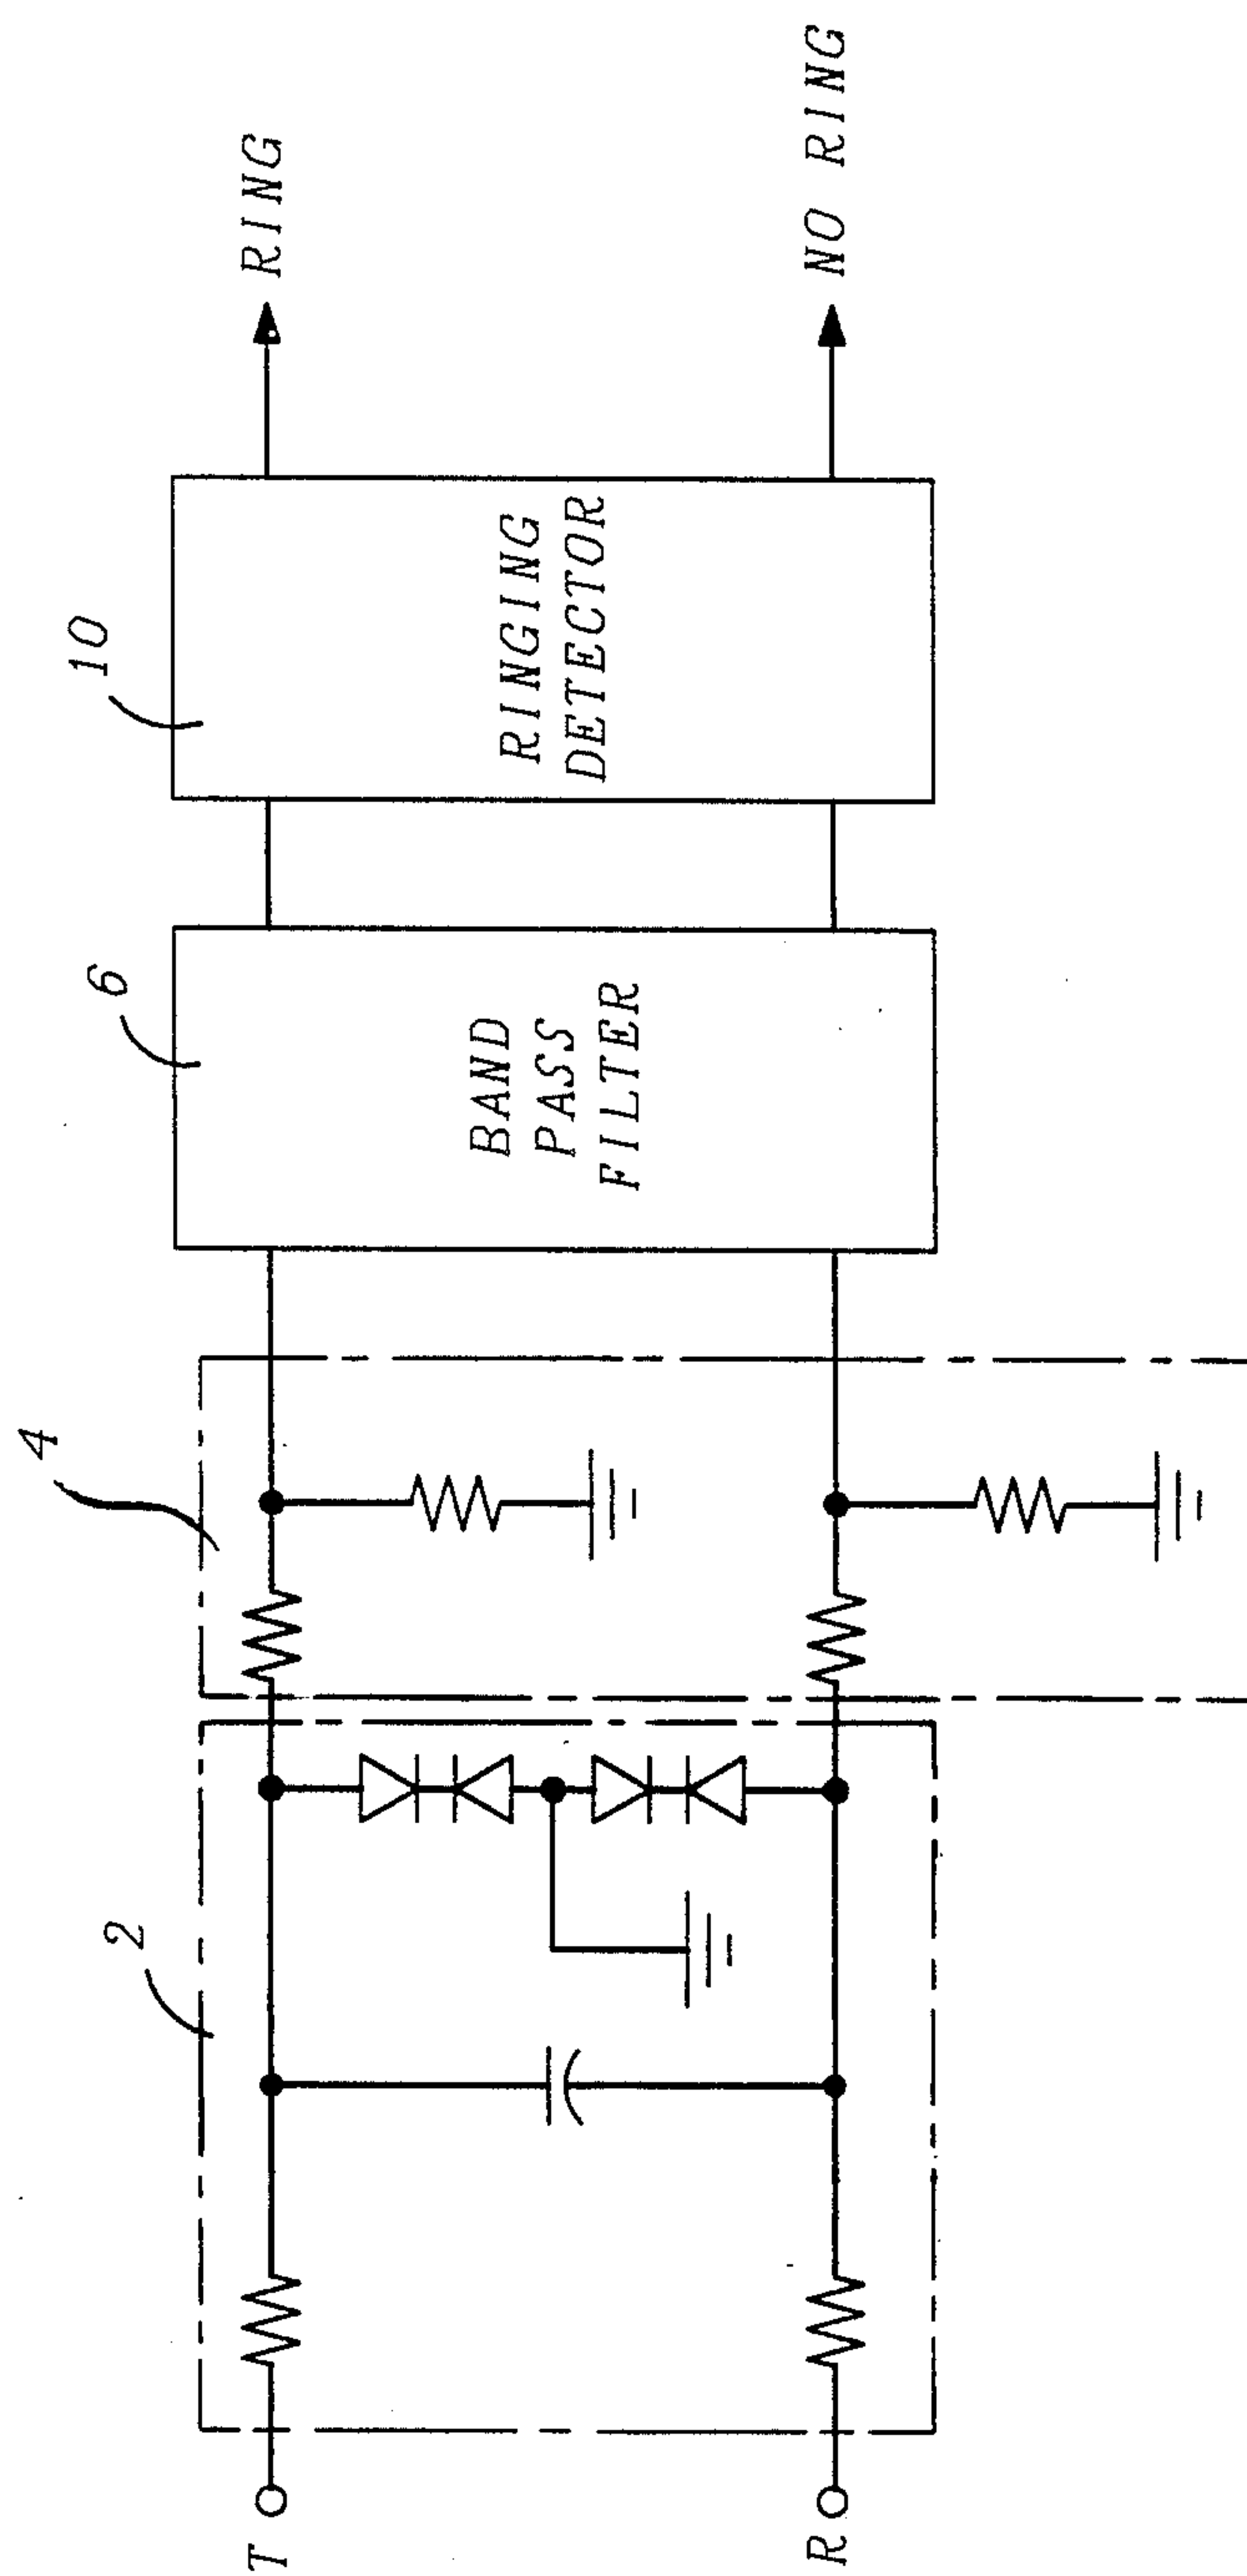 T
R
2
4
6
BAND
PASS
FILTER
10
RINGING
DETECTOR
RING
NO RING